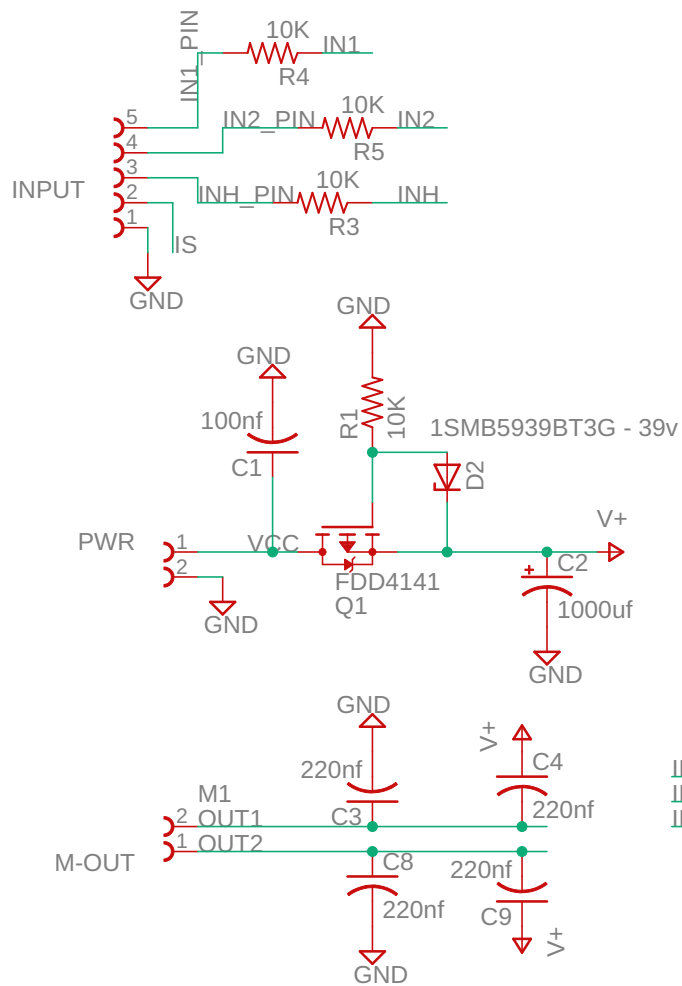 IN1_PIN
10K
IN1
R4
5
IN2_PIN
10K
IN2
4
R5
3
10K
INPUT
2
INH_PIN
INH
1
R3
IS
GND
GND
GND
100nf
R1
10K
1SMB5939BT3G - 39v
C1
D2
V+
PWR
1
VCC
2
C2
FDD4141
Q1
1000uf
GND
GND
GND
V+
220nf
C4
M1
C3
220nf
2
OUT1
1
OUT2
M-OUT
C8
220nf
220nf
C9
V+
GND